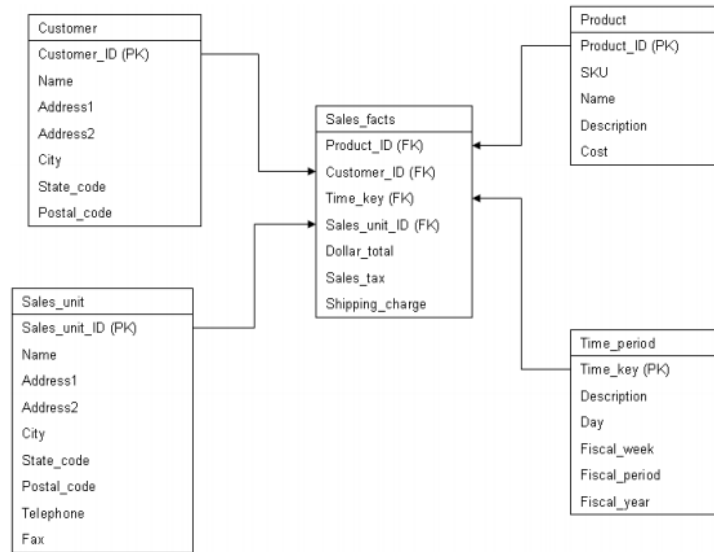 Customer
Customer_ID (PK)
Name
Address1
Address2
City
State_code
Postal_code
Sales_unit
Sales_unit_ID (PK)
Name
Address1
Address2
City
State_code
Postal_code
Telephone
Fax
Sales_facts
Product_ID (FK)
Customer_ID (FK)
Time_key (FK)
Sales_unit_ID (FK)
Dollar_total
Sales_tax
Shipping_charge
Product
Product_ID (PK)
SKU
Name
Description
Cost
Time_period
Time_key (PK)
Description
Day
Fiscal_week
Fiscal_period
Fiscal_year